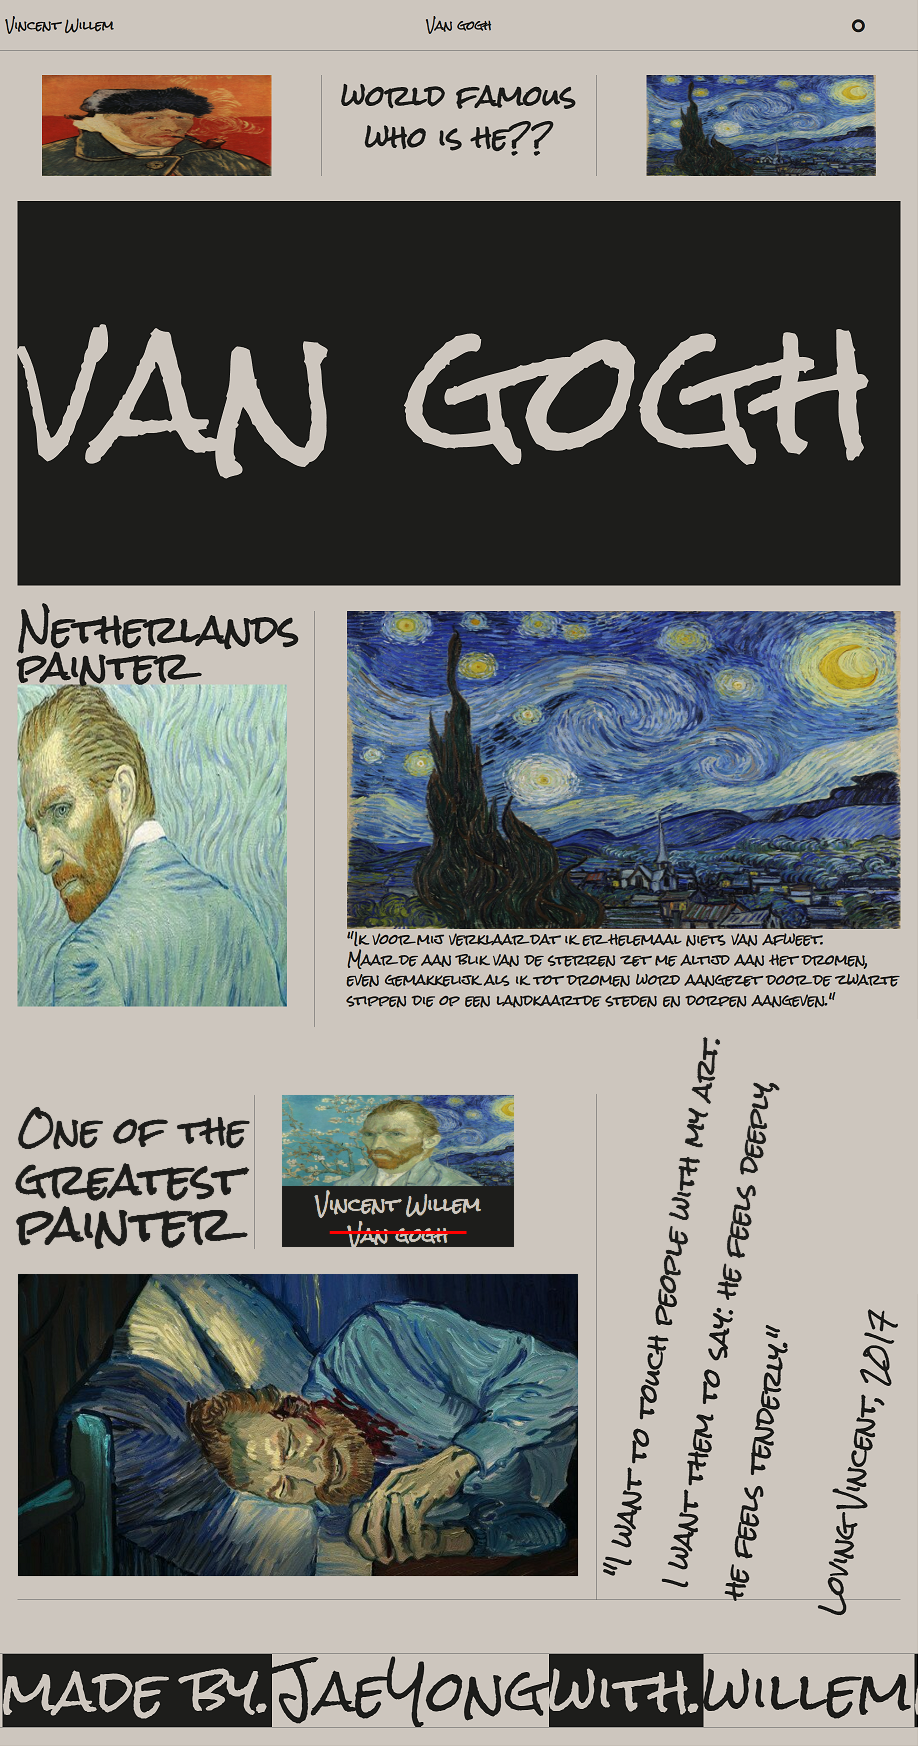 Vincent Willem
Van gogh
World famous
who is he??
VAN GOGH
Netherlands
painter
"Ik voor mij verklaar dat ik er helemaal niets van afweet.
Maar de aan blik van de sterren zet me altijd aan het dromen,
even gemakkelijk als ik tot dromen word aangezet door de zwarte
stippen die op een landkaartde steden en dorpen aangeven."
One of the
greatest
painter
Vincent Willem
Van gogh
"I want to touch people with my art.
I want them to say: he feels deeply,
he feels tenderly."
Loving Vincent, 2017
made by. JaeYong with. Willem